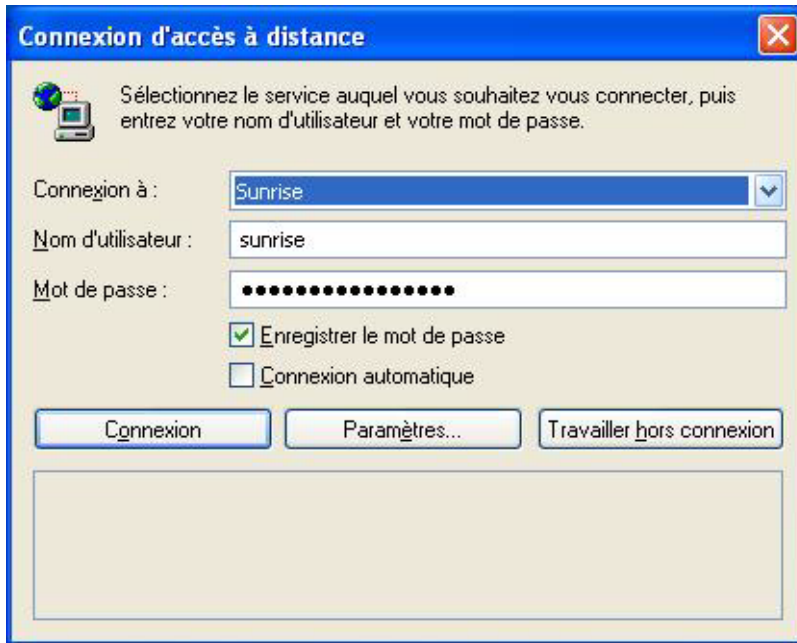 Connexion d'accès à distance
Sélectionnez le service auquel vous souhaitez vous connecter, puis
entrez votre nom d'utilisateur et votre mot de passe.
Connexion à :
Sunrise
Nom d'utilisateur :
sunrise
Mot de passe :
••••••••••••••••
Enregistrer le mot de passe
Connexion automatique
Connexion
Paramètres...
Travailler hors connexion